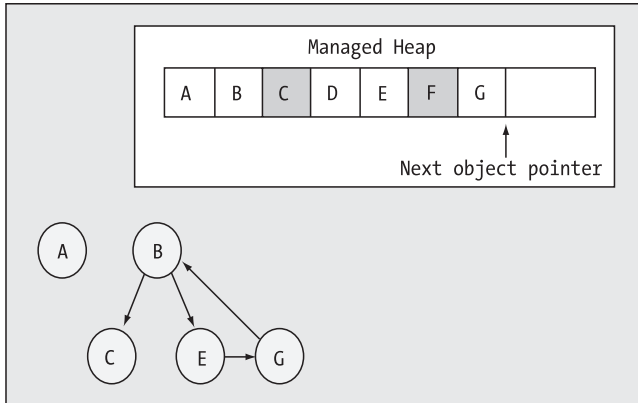 Managed Heap
A B C D E F G
Next object pointer
A B
C E G